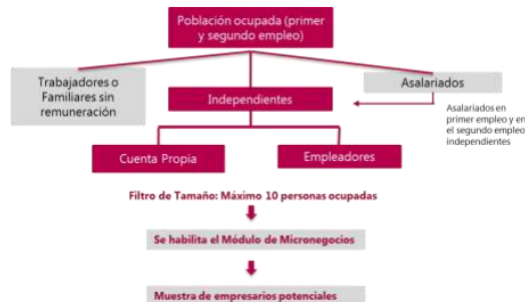 Población ocupada (primer
y segundo empleo)
Trabajadores o
Familiares sin
remuneración
Independientes
Asalariados
Asalariados en
primer empleo y en
el segundo empleo
independientes
Cuenta Propia
Empleadores
Filtro de Tamaño: Máximo 10 personas ocupadas
Se habilita el Módulo de Micronegocios
Muestra de empresarios potenciales